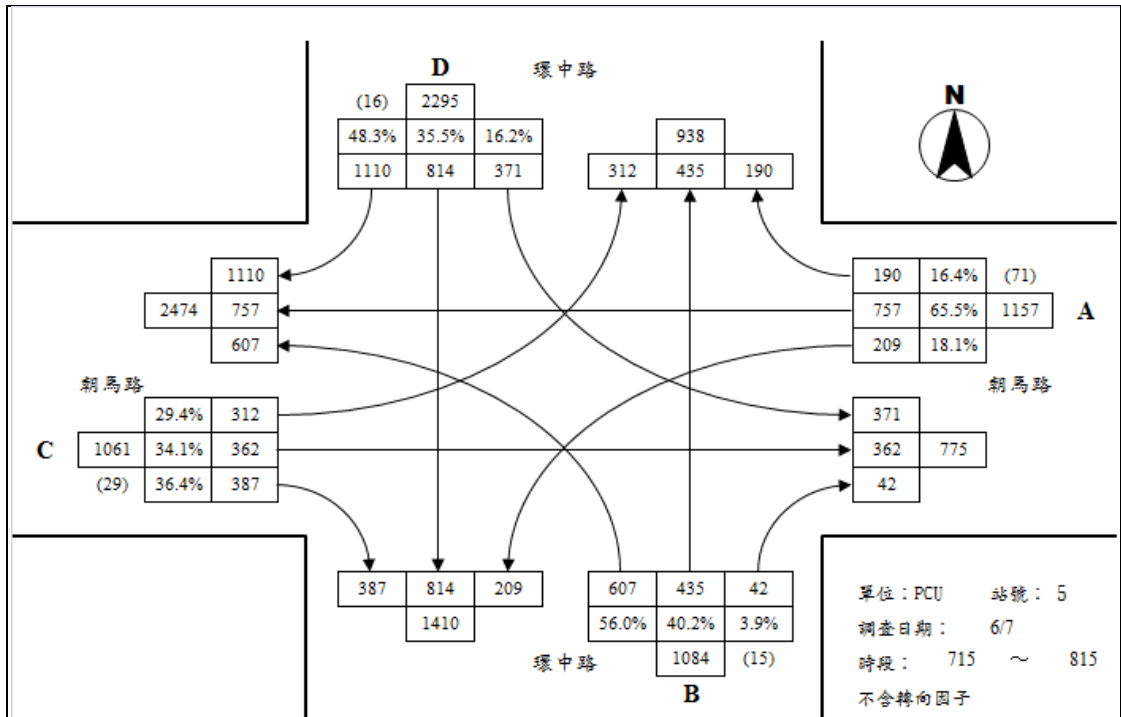 D 環中路
(16) 2295
48.3% 35.5% 16.2%
1110 814 371
938
312 435 190
N
1110
2474 757
607
190 16.4% (71)
757 65.5% 1157 A
209 18.1%
朝馬路
朝馬路
29.4% 312
C 1061 34.1% 362
(29) 36.4% 387
371
362 775
42
387 814 209
1410
607 435 42
56.0% 40.2% 3.9%
1084 (15)
環中路 B
單位：PCU 站號： 5
調查日期： 6/7
時段： 715 ～ 815
不含轉向因子